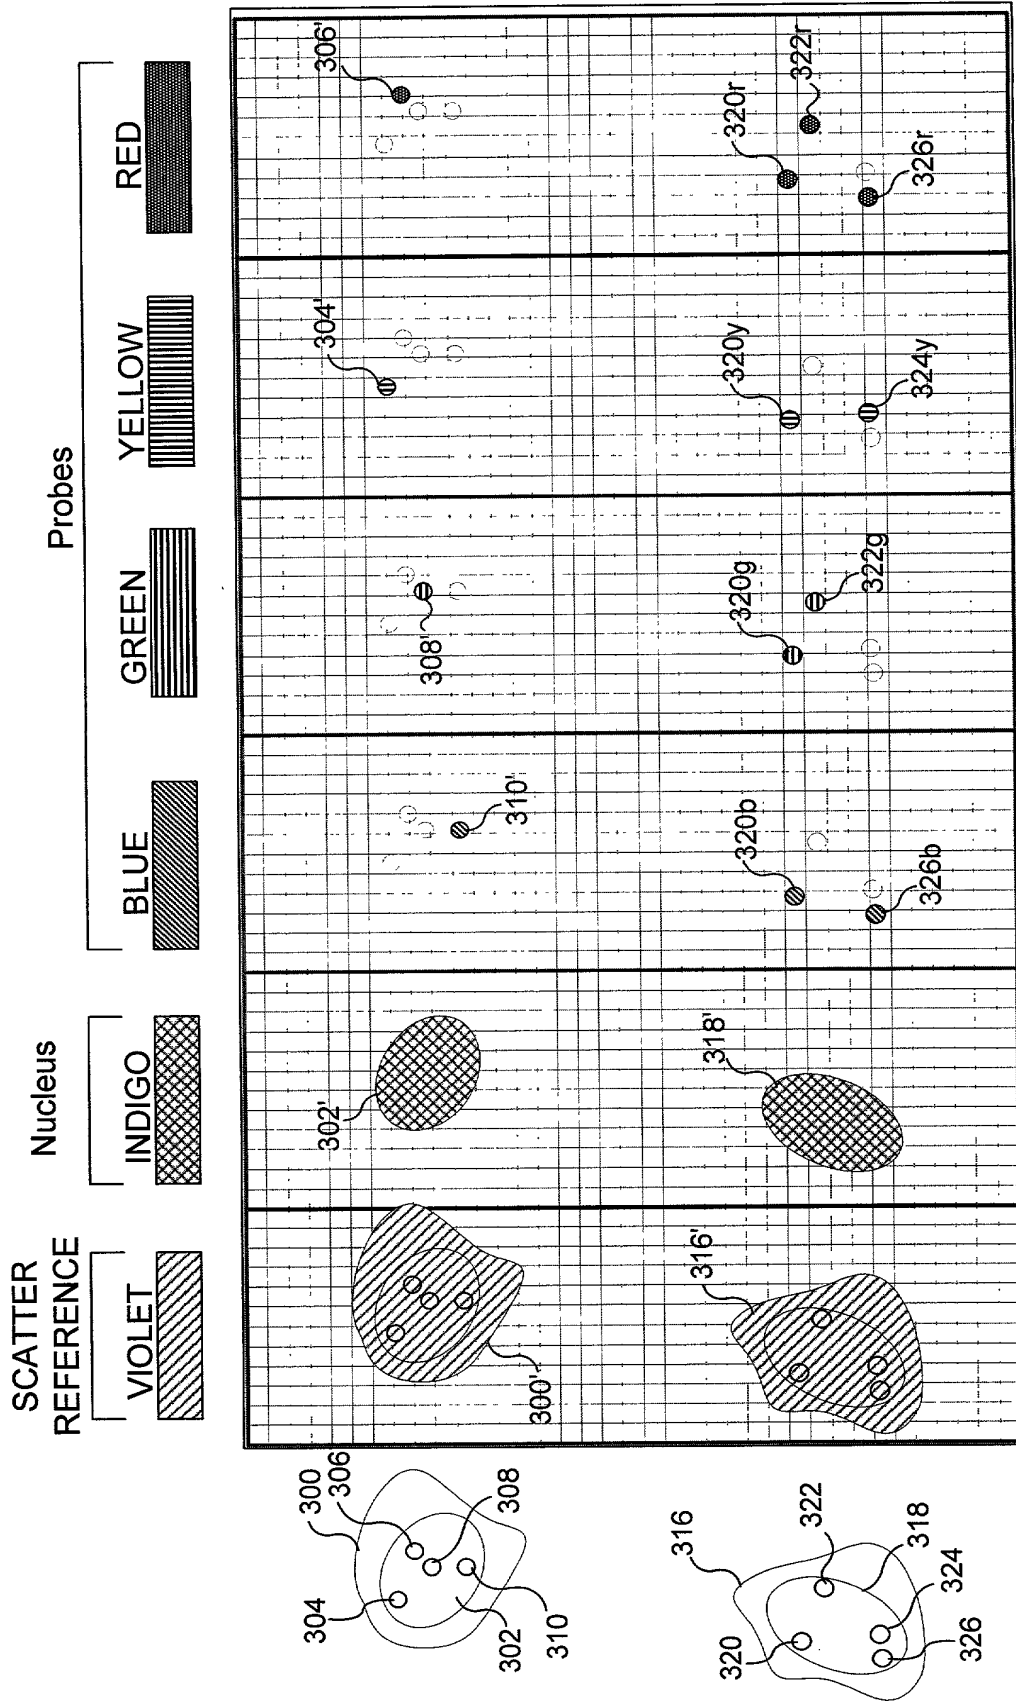 SCATTER
REFERENCE
Nucleus
Probes
VIOLET
INDIGO
BLUE
GREEN
YELLOW
RED
300
306
304
308
302
310
300'
302'
310'
308'
304'
306'
316
322
320
318
324
326
316'
318'
320b
326b
320g
322g
320y
324y
320r
322r
326r